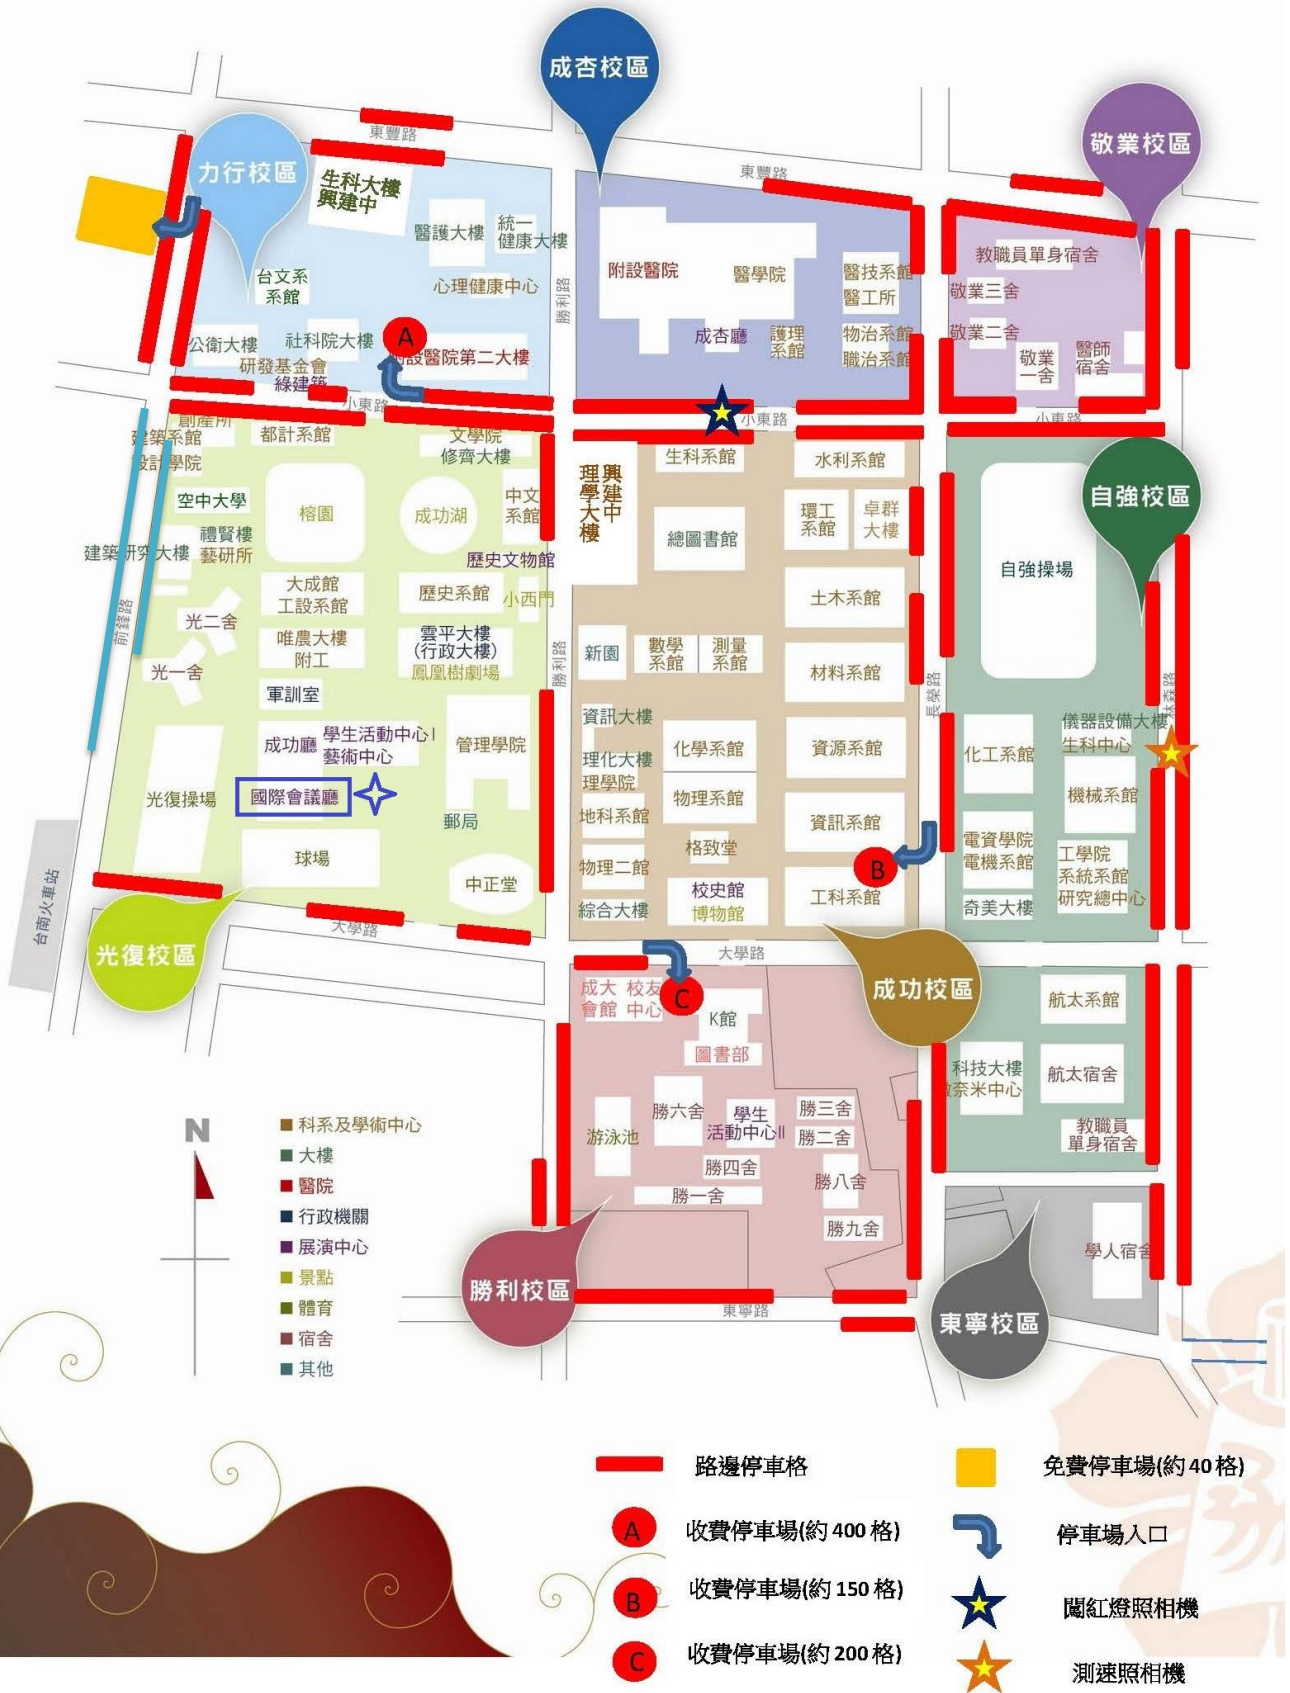 成杏校區
東豐路
敬業校區
力行校區
生科大樓
興建中
東豐路
醫護大樓
統一
健康大樓
附設醫院
醫學院
醫技系館
醫工所
教職員單身宿舍
台文系
系館
心理健康中心
勝利路
敬業三舍
公衛大樓
社科院大樓
A
附設醫院第二大樓
成杏廳
護理
系館
物治系館
職治系館
敬業二舍
敬業
一舍
醫師
宿舍
研發基金會
綠建築
小東路
小東路
小東路
創產所
建築系館
設計學院
都計系館
文學院
修齊大樓
理學大樓
興建中
生科系館
水利系館
自強校區
空中大學
榕園
成功湖
中文
系館
總圖書館
環工
系館
卓群
大樓
自強操場
禮賢樓
藝研所
建築研究大樓
歷史文物館
大成館
工設系館
歷史系館
小西門
土木系館
前鋒路
光二舍
唯農大樓
附工
雲平大樓
(行政大樓)
鳳凰樹劇場
勝利路
新園
數學
系館
測量
系館
材料系館
長榮路
林森路
光一舍
軍訓室
資訊大樓
儀器設備大樓
生科中心
成功廳
學生活動中心I
藝術中心
管理學院
理化大樓
理學院
化學系館
資源系館
化工系館
光復操場
國際會議廳
郵局
地科系館
物理系館
資訊系館
機械系館
球場
物理二館
格致堂
B
電資學院
電機系館
工學院
系統系館
研究總中心
台南火車站
中正堂
綜合大樓
校史館
博物館
工科系館
奇美大樓
大學路
光復校區
大學路
成功校區
成大
會館
校友
中心
C
K館
圖書部
航太系館
科技大樓
微奈米中心
航太宿舍
N
科系及學術中心
大樓
醫院
行政機關
展演中心
景點
體育
宿舍
其他
游泳池
勝六舍
學生
活動中心II
勝三舍
勝二舍
教職員
單身宿舍
勝四舍
勝一舍
勝八舍
勝九舍
學人宿舍
勝利校區
東寧路
東寧校區
路邊停車格
免費停車場(約40格)
A
收費停車場(約400格)
停車場入口
B
收費停車場(約150格)
闖紅燈照相機
C
收費停車場(約200格)
測速照相機